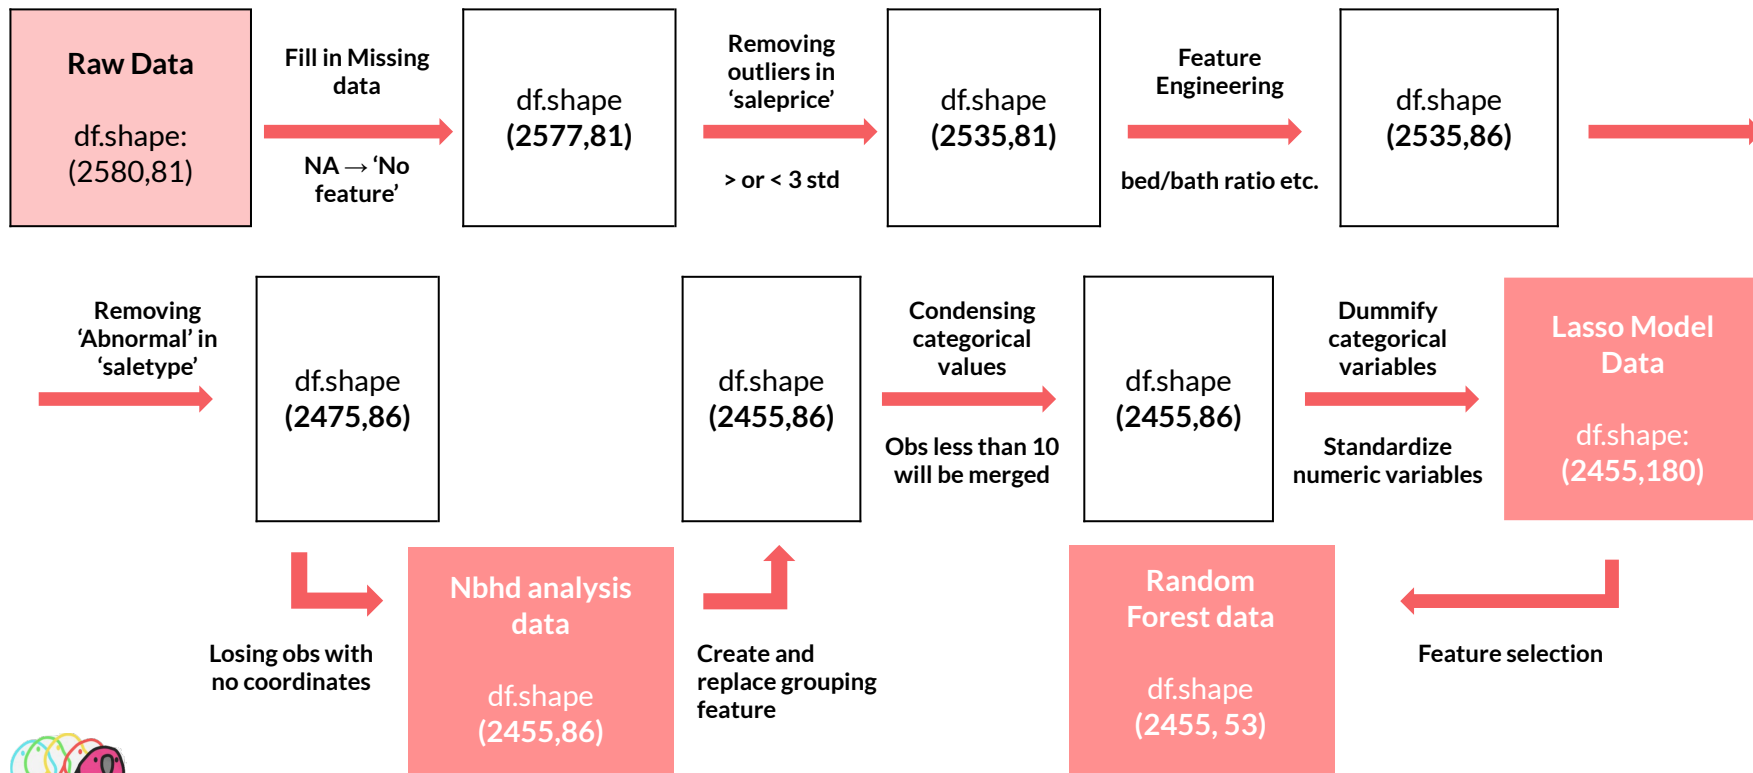 Raw Data
df.shape:
(2580,81)
Fill in Missing
data
NA → ‘No
feature’
df.shape
(2577,81)
Removing
outliers in
‘saleprice’
> or < 3 std
df.shape
(2535,81)
Feature
Engineering
bed/bath ratio etc.
df.shape
(2535,86)
Removing
‘Abnormal’ in
‘saletype’
df.shape
(2475,86)
Losing obs with
no coordinates
Nbhd analysis
data
df.shape
(2455,86)
Create and
replace grouping
feature
df.shape
(2455,86)
Condensing
categorical
values
Obs less than 10
will be merged
df.shape
(2455,86)
Dummify
categorical
variables
Standardize
numeric variables
Lasso Model
Data
df.shape:
(2455,180)
Feature selection
Random
Forest data
df.shape
(2455, 53)